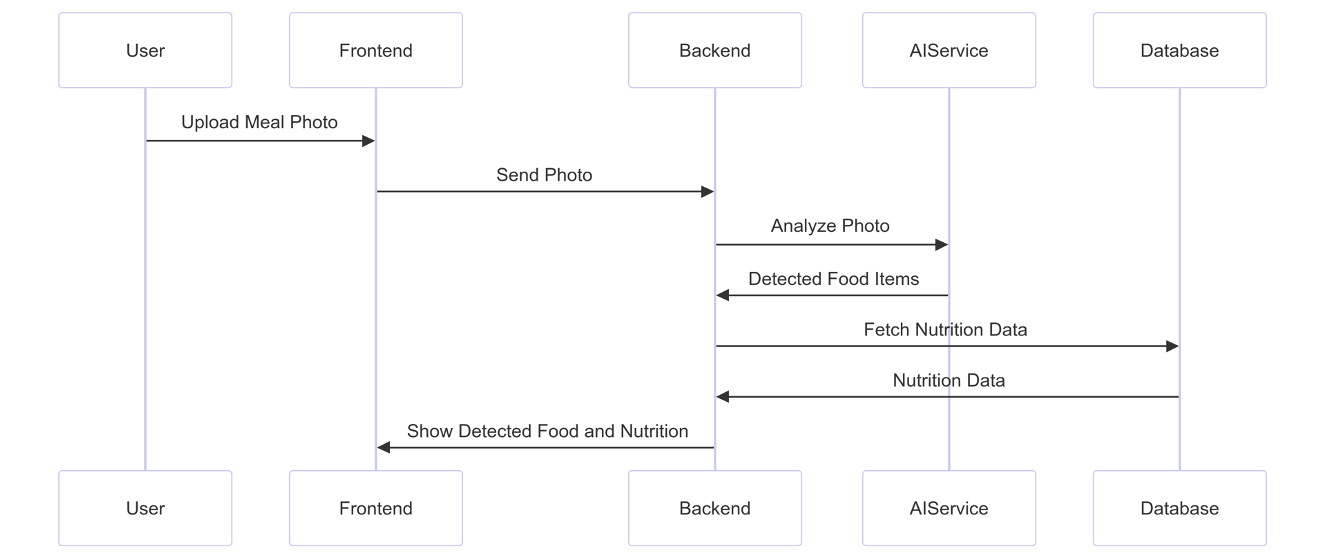 User
Frontend
Backend
AIService
Database
Upload Meal Photo
Send Photo
Analyze Photo
Detected Food Items
Fetch Nutrition Data
Nutrition Data
Show Detected Food and Nutrition
User
Frontend
Backend
AIService
Database